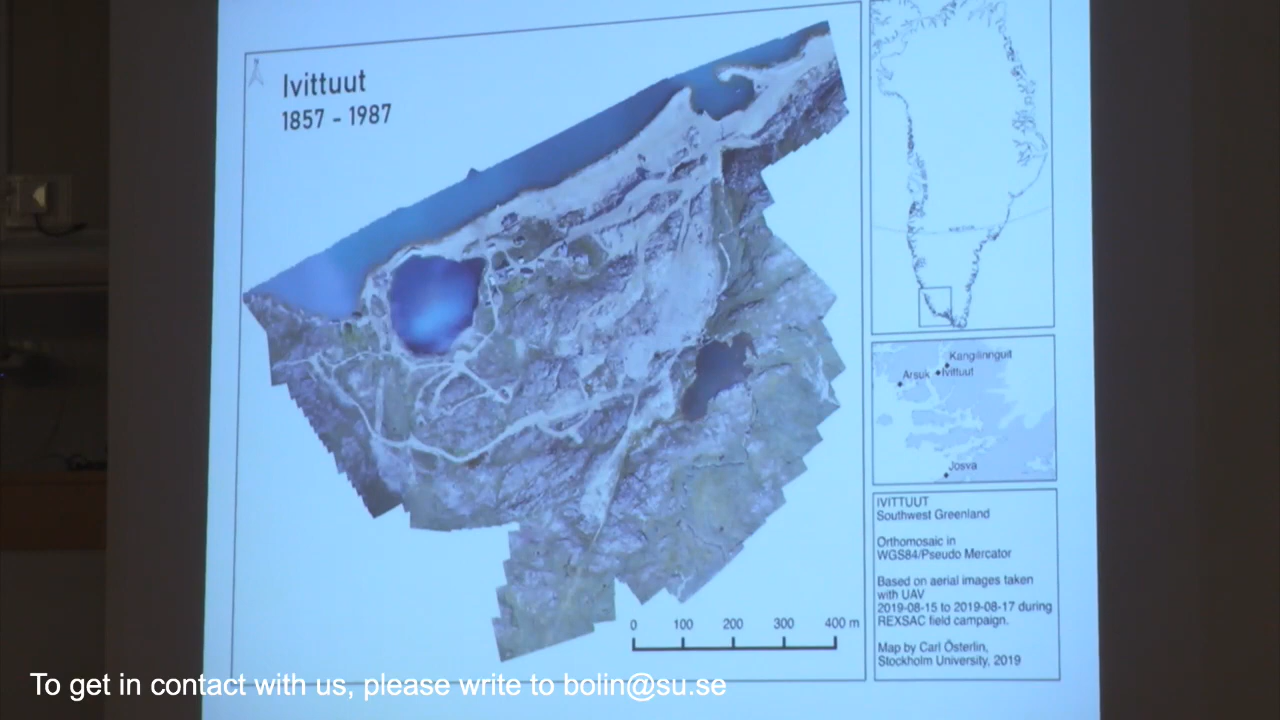 Ivittuut
1857 - 1987
Kangilinnguit
Arsuk
Ivittuut
Josva
IVITTUUT
Southwest Greenland
Orthomosaic in
WGS84/Pseudo Mercator
Based on aerial images taken
with UAV
2019-08-15 to 2019-08-17 during
REXSAC field campaign.
Map by Carl Österlin,
Stockholm University, 2019
0 100 200 300 400 m
To get in contact with us, please write to bolin@su.se